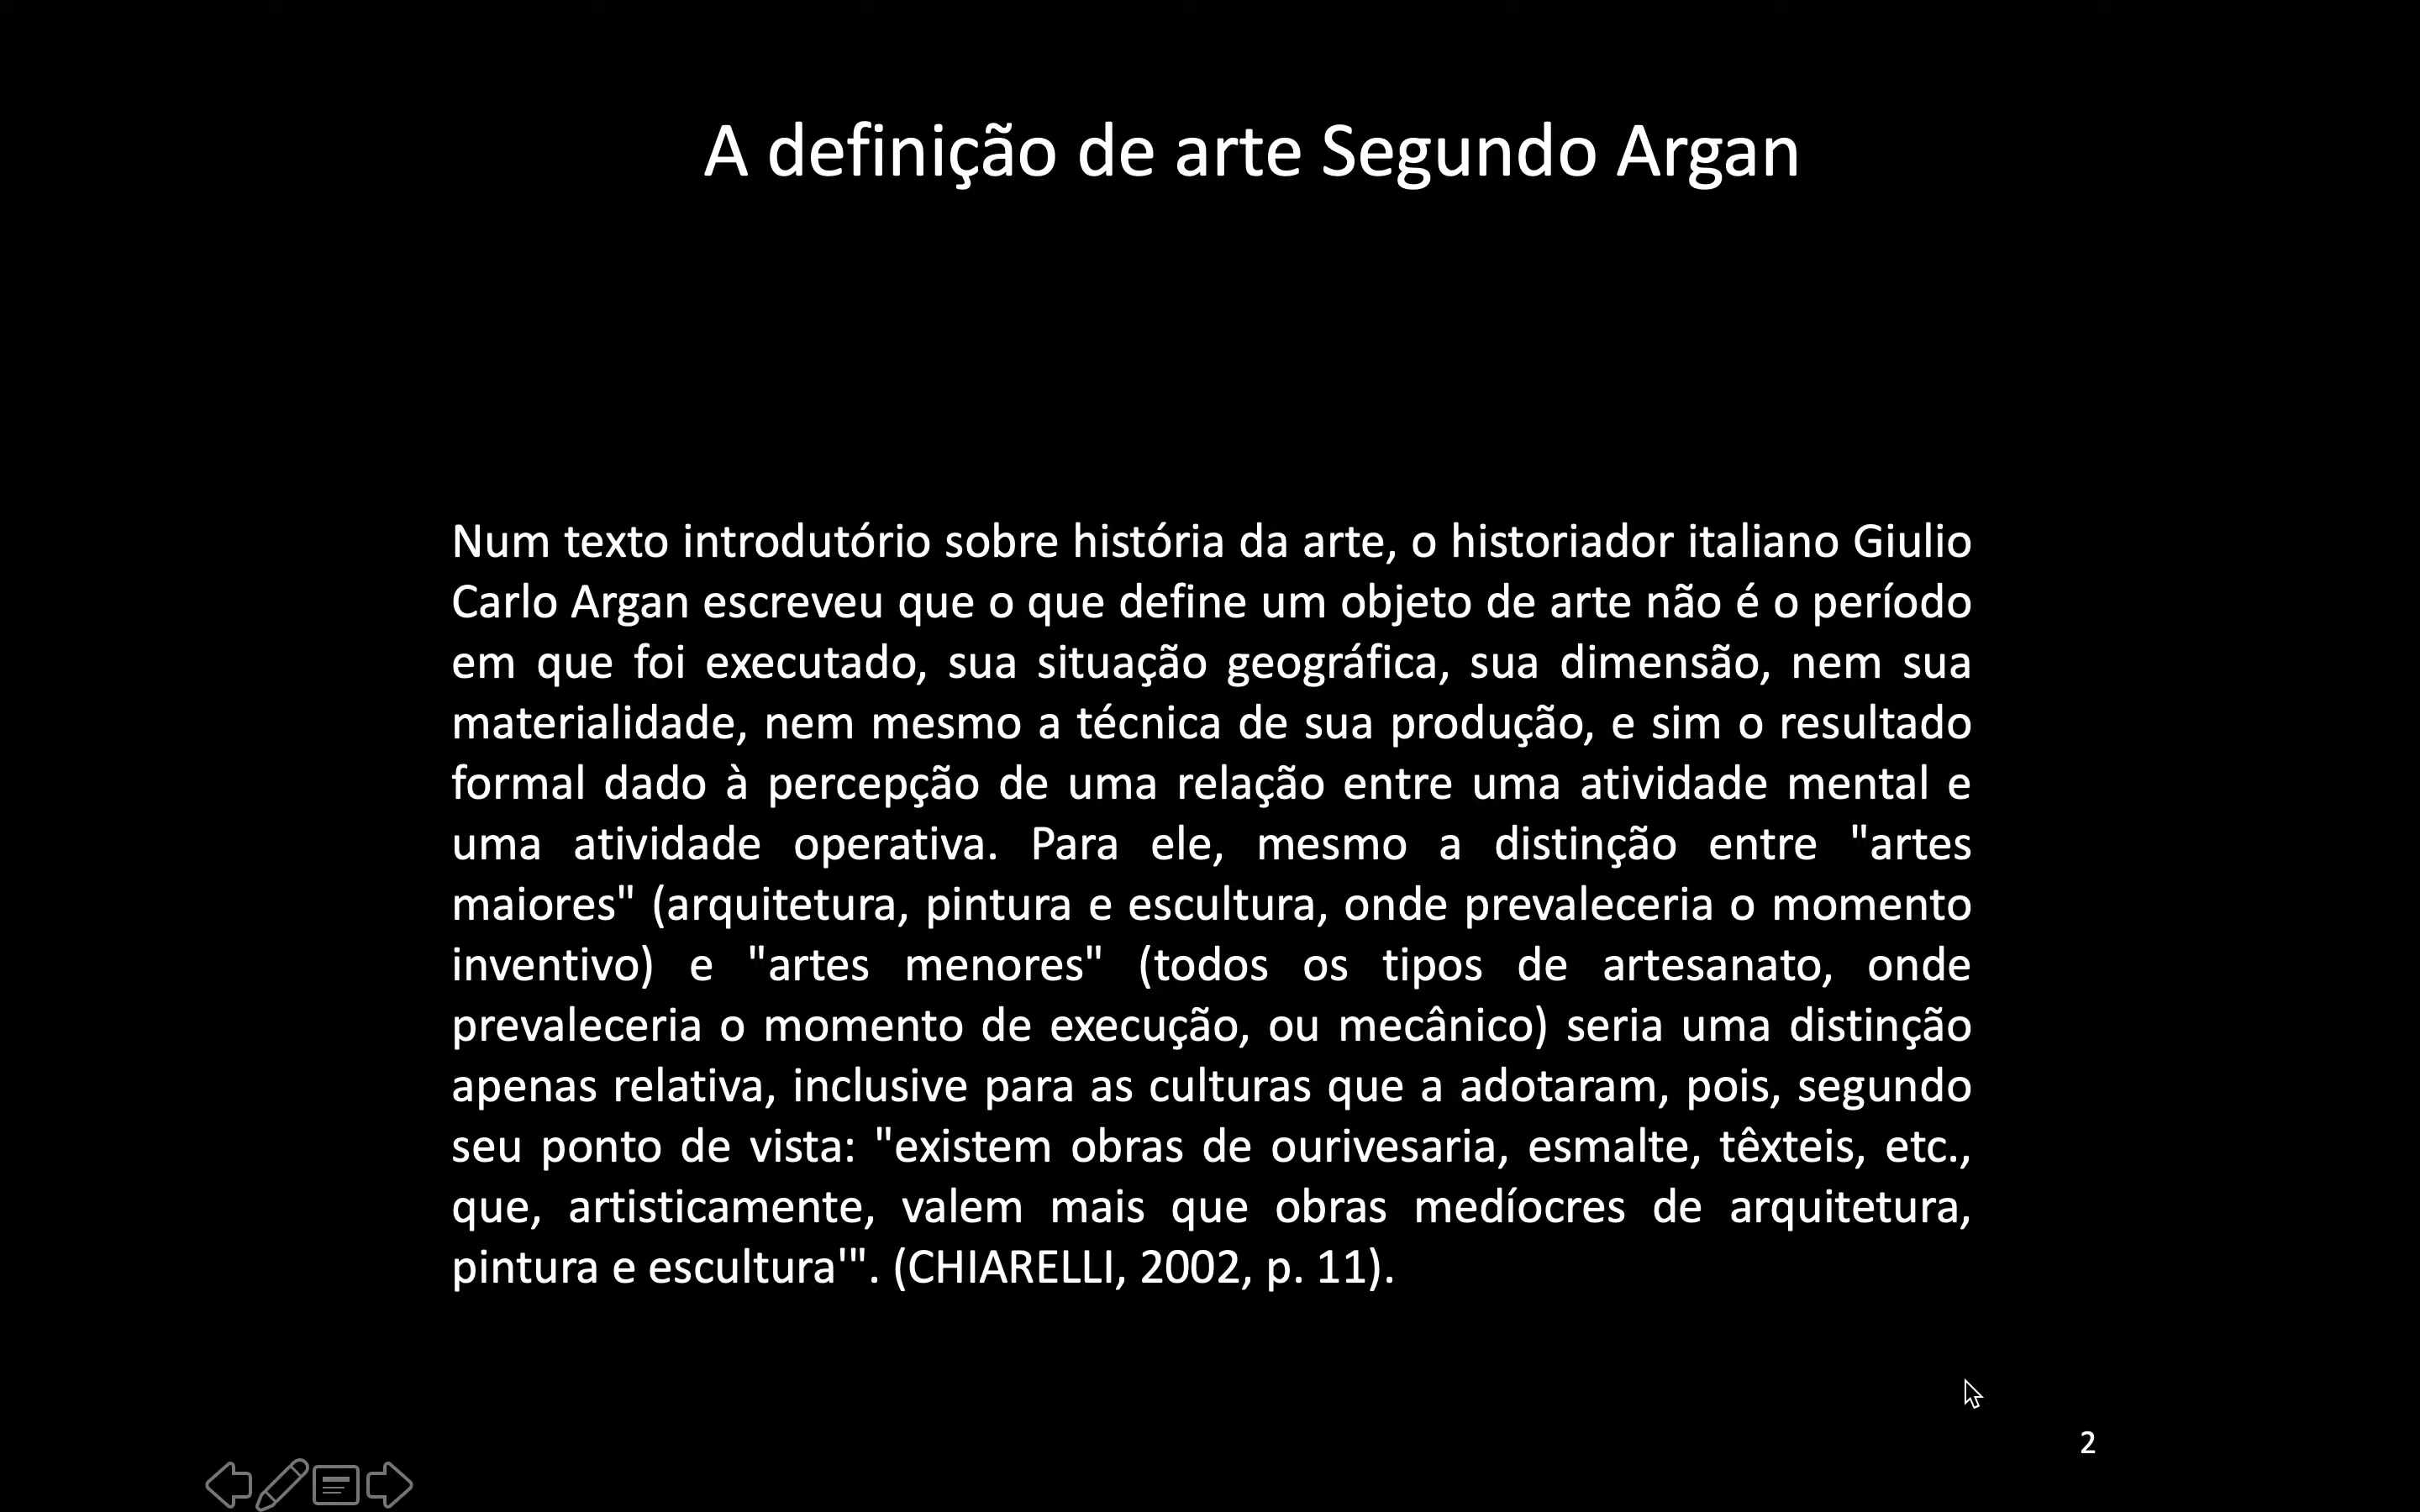 A definição de arte Segundo Argan
Num texto introdutório sobre história da arte, o historiador italiano Giulio
Carlo Argan escreveu que o que define um objeto de arte não é o período
em que foi executado, sua situação geográfica, sua dimensão, nem sua
materialidade, nem mesmo a técnica de sua produção, e sim o resultado
formal dado à percepção de uma relação entre uma atividade mental e
uma atividade operativa. Para ele, mesmo a distinção entre "artes
maiores" (arquitetura, pintura e escultura, onde prevaleceria o momento
inventivo) e "artes menores" (todos os tipos de artesanato, onde
prevaleceria o momento de execução, ou mecânico) seria uma distinção
apenas relativa, inclusive para as culturas que a adotaram, pois, segundo
seu ponto de vista: "existem obras de ourivesaria, esmalte, têxteis, etc.,
que, artisticamente, valem mais que obras medíocres de arquitetura,
pintura e escultura'". (CHIARELLI, 2002, p. 11).
2